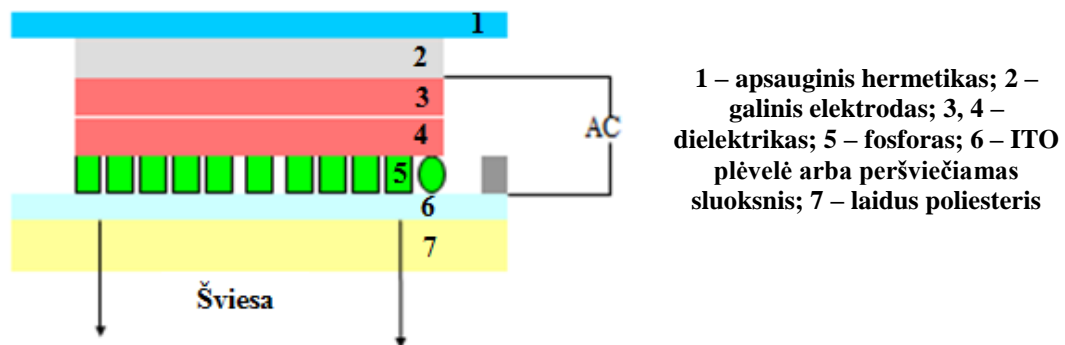 1
2
3
4
5
6
7
AC
Šviesa
1 – apsauginis hermetikas; 2 –
galinis elektrodas; 3, 4 –
dielektrikas; 5 – fosforas; 6 – ITO
plėvelė arba peršviečiamas
sluoksnis; 7 – laidus poliesteris